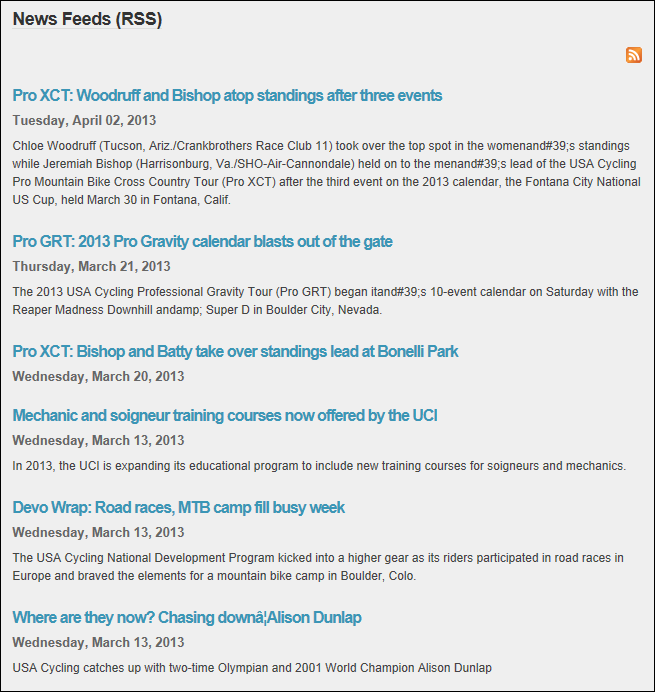 News Feeds (RSS)
Pro XCT: Woodruff and Bishop atop standings after three events
Tuesday, April 02, 2013
Chloe Woodruff (Tucson, Ariz./Crankbrothers Race Club 11) took over the top spot in the womenand#39;s standings
while Jeremiah Bishop (Harrisonburg, Va./SHO-Air-Cannondale) held on to the menand#39;s lead of the USA Cycling
Pro Mountain Bike Cross Country Tour (Pro XCT) after the third event on the 2013 calendar, the Fontana City National
US Cup, held March 30 in Fontana, Calif.
Pro GRT: 2013 Pro Gravity calendar blasts out of the gate
Thursday, March 21, 2013
The 2013 USA Cycling Professional Gravity Tour (Pro GRT) began itand#39;s 10-event calendar on Saturday with the
Reaper Madness Downhill andamp; Super D in Boulder City, Nevada.
Pro XCT: Bishop and Batty take over standings lead at Bonelli Park
Wednesday, March 20, 2013
Mechanic and soigneur training courses now offered by the UCI
Wednesday, March 13, 2013
In 2013, the UCI is expanding its educational program to include new training courses for soigneurs and mechanics.
Devo Wrap: Road races, MTB camp fill busy week
Wednesday, March 13, 2013
The USA Cycling National Development Program kicked into a higher gear as its riders participated in road races in
Europe and braved the elements for a mountain bike camp in Boulder, Colo.
Where are they now? Chasing downâ¦Alison Dunlap
Wednesday, March 13, 2013
USA Cycling catches up with two-time Olympian and 2001 World Champion Alison Dunlap